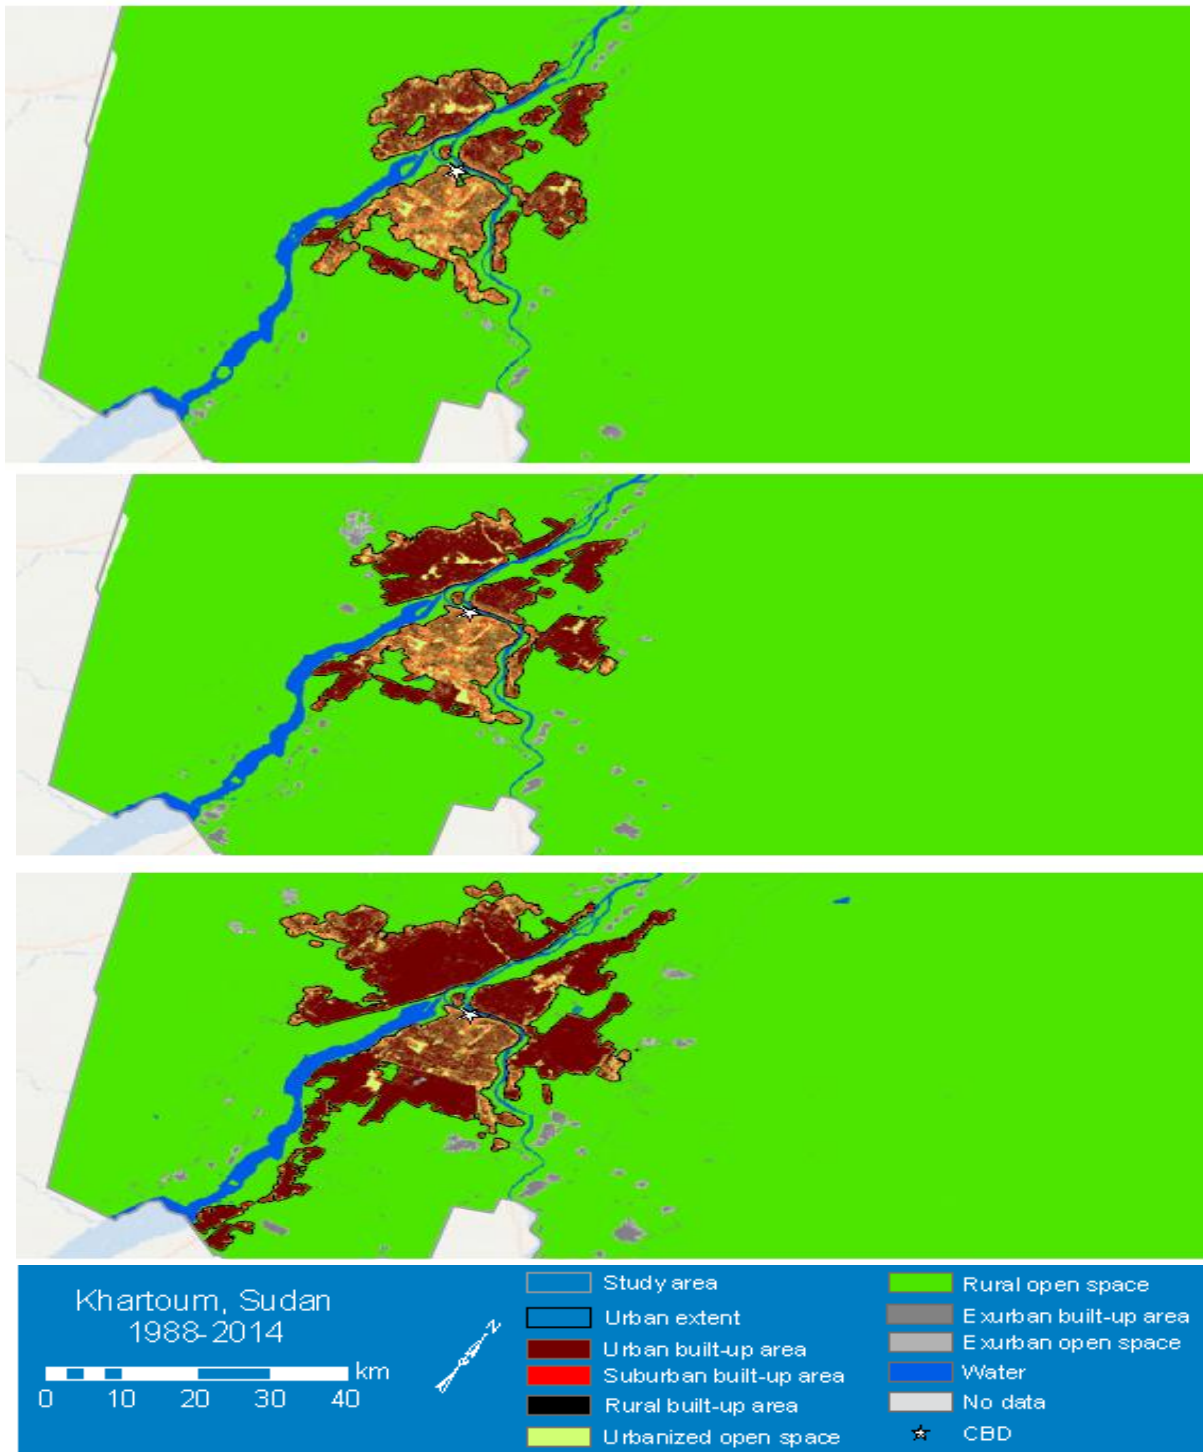 Khartoum, Sudan
1988-2014
km
0 10 20 30 40
N
Study area
Urban extent
Urban built-up area
Suburban built-up area
Rural built-up area
Urbanized open space
Rural open space
Exurban built-up area
Exurban open space
Water
No data
CBD